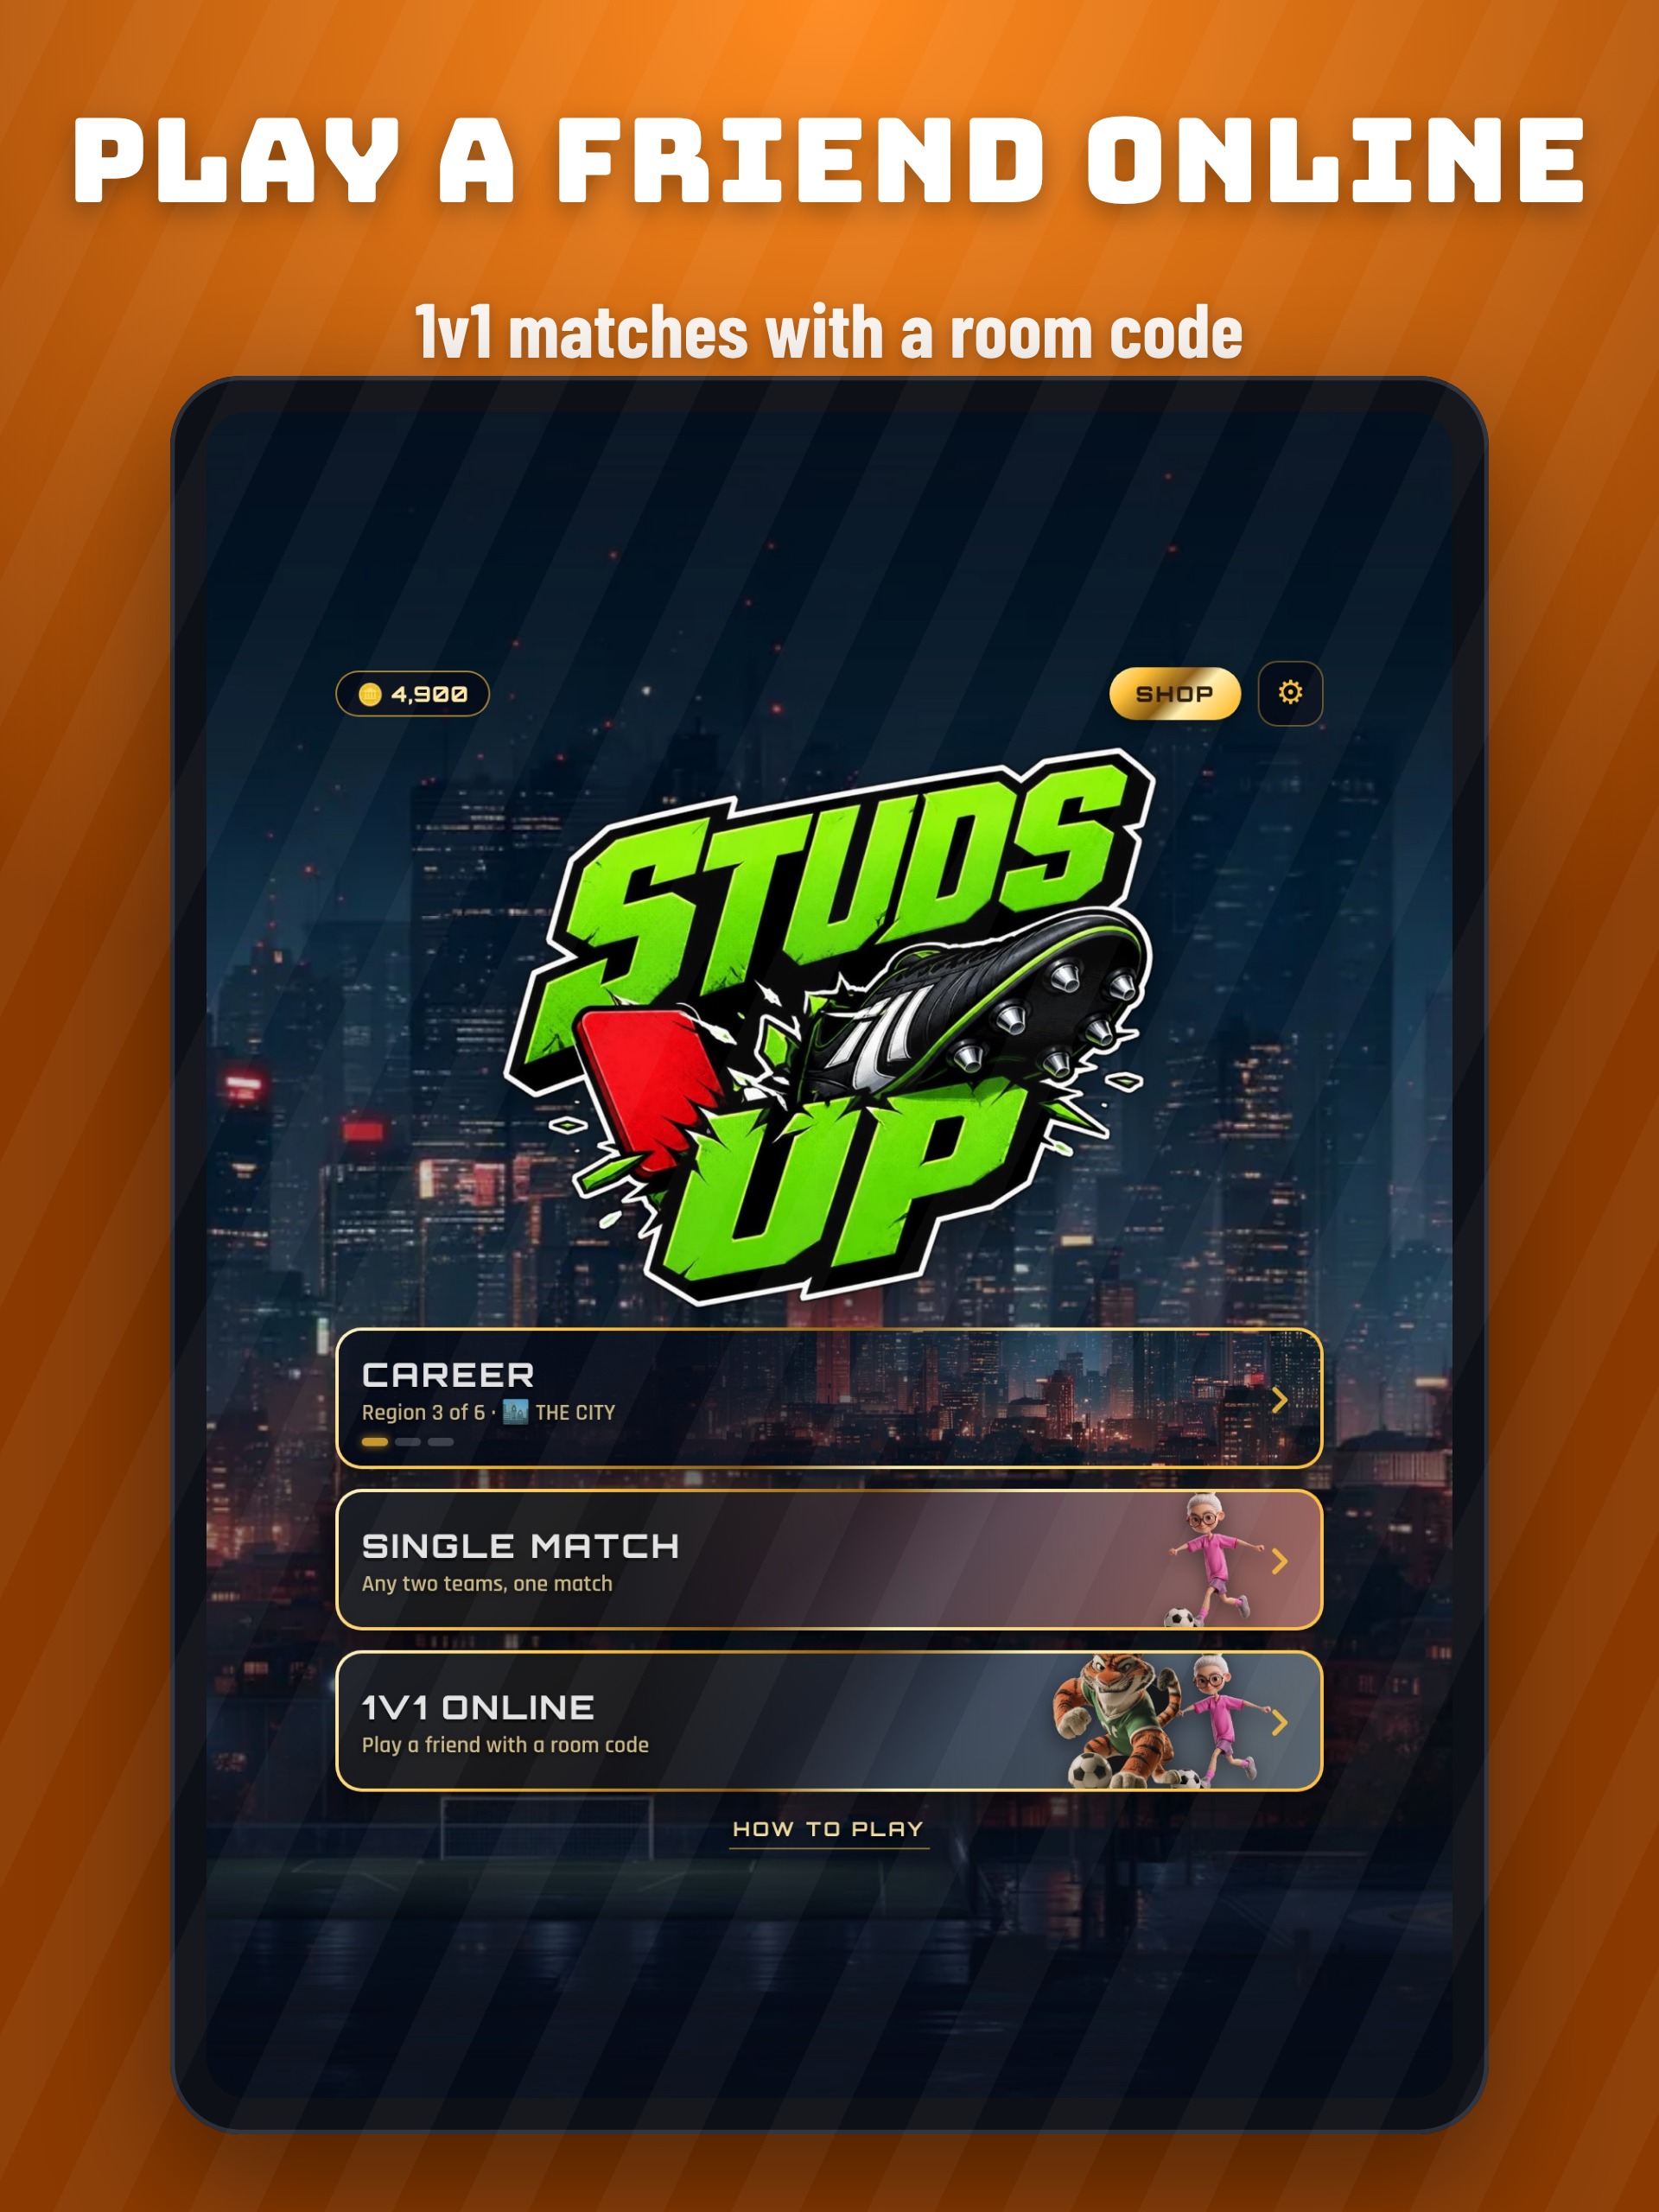 PLAY A FRIEND ONLINE
1v1 matches with a room code
4,900
SHOP
STUDS
UP
CAREER
Region 3 of 6 · THE CITY
SINGLE MATCH
Any two teams, one match
1V1 ONLINE
Play a friend with a room code
HOW TO PLAY